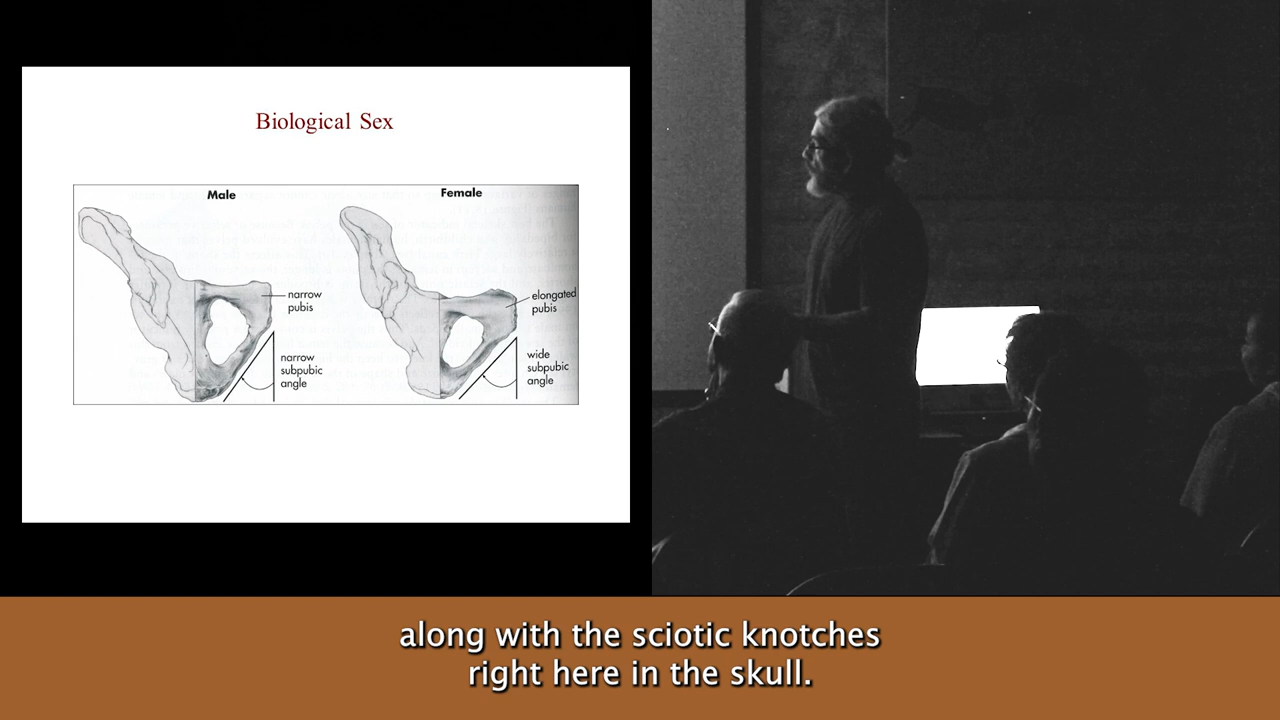 Biological Sex
Male
Female
narrow
pubis
elongated
pubis
narrow
subpubic
angle
wide
subpubic
angle
along with the sciotic knotches
right here in the skull.